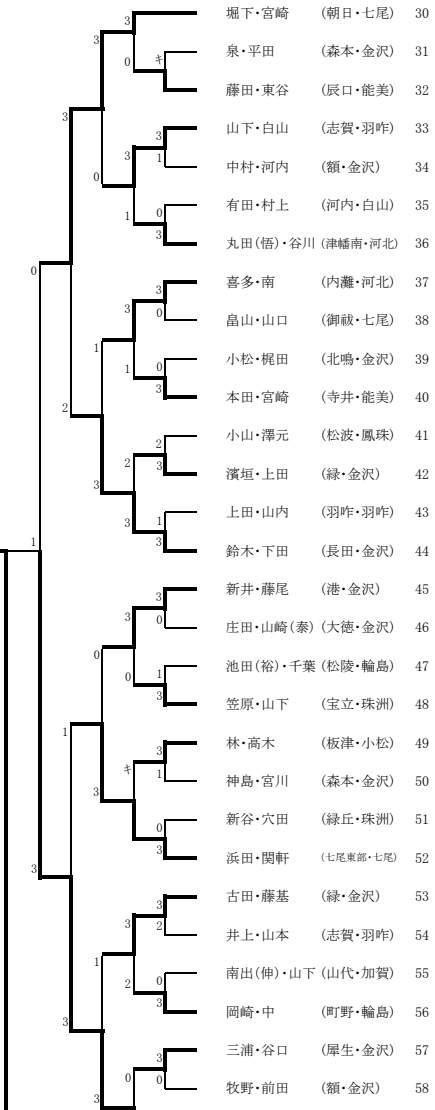 堀下・宮崎 (朝日・七尾) 30
泉・平田 (森本・金沢) 31
藤田・東谷 (辰口・能美) 32
山下・白山 (志賀・羽咋) 33
中村・河内 (額・金沢) 34
有田・村上 (河内・白山) 35
丸田(悟)・谷川 (津幡南・河北) 36
喜多・南 (内灘・河北) 37
畠山・山口 (御祓・七尾) 38
小松・梶田 (北鳴・金沢) 39
本田・宮崎 (寺井・能美) 40
小山・澤元 (松波・鳳珠) 41
濱垣・上田 (緑・金沢) 42
上田・山内 (羽咋・羽咋) 43
鈴木・下田 (長田・金沢) 44
新井・藤尾 (港・金沢) 45
庄田・山崎(泰) (大徳・金沢) 46
池田(裕)・千葉 (松陵・輪島) 47
笠原・山下 (宝立・珠洲) 48
林・高木 (板津・小松) 49
神島・宮川 (森本・金沢) 50
新谷・穴田 (緑丘・珠洲) 51
浜田・関軒 (七尾東部・七尾) 52
古田・藤基 (緑・金沢) 53
井上・山本 (志賀・羽咋) 54
南出(伸)・山下 (山代・加賀) 55
岡崎・中 (町野・輪島) 56
三浦・谷口 (犀生・金沢) 57
牧野・前田 (額・金沢) 58
3
0
キ
3
3
1
3
0
1
0
3
3
0
3
3
0
1
1
0
3
2
2
2
3
3
3
1
3
1
3
3
0
0
0
1
3
1
3
キ
3
1
3
0
3
3
3
3
2
1
2
0
3
3
0
0
3